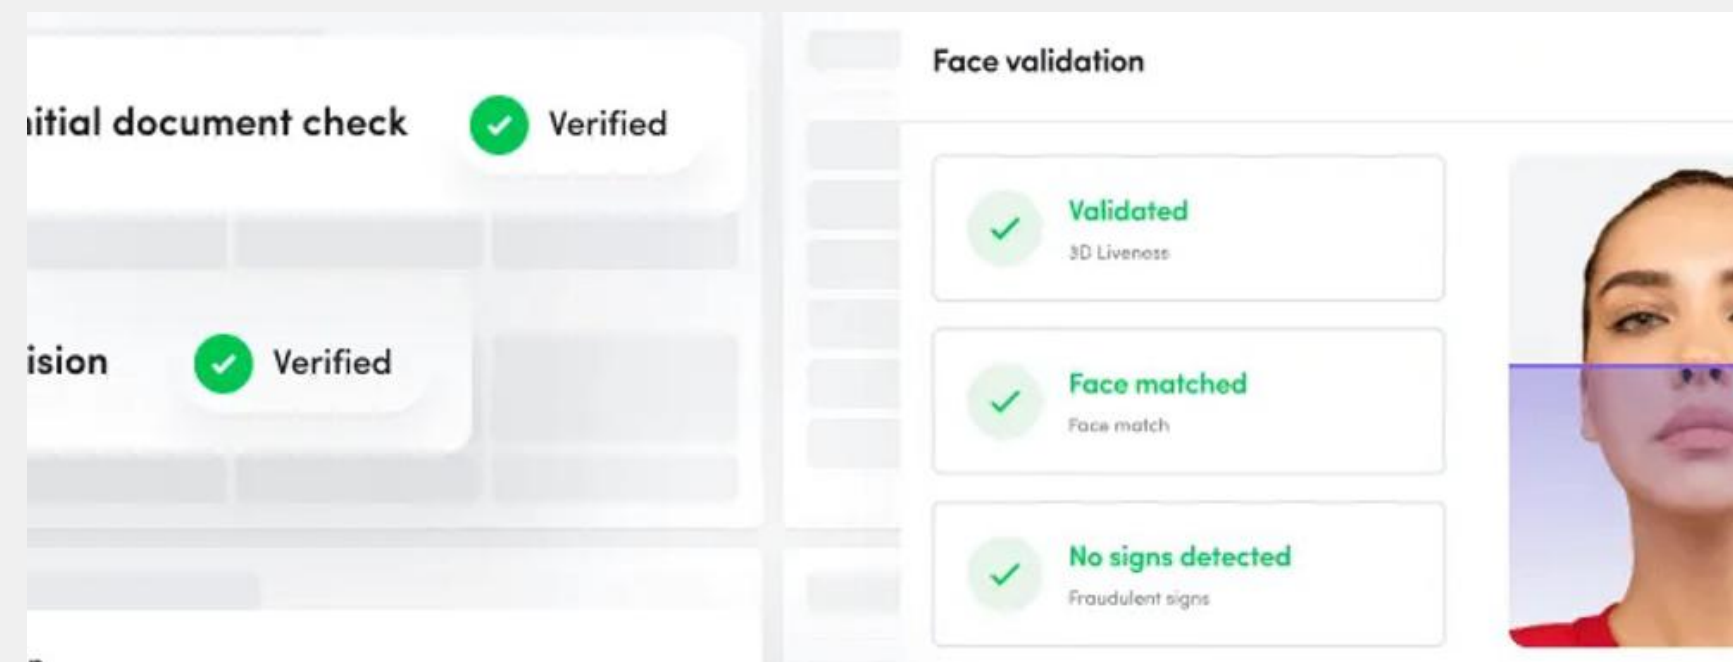 nitial document check
Verified
ision
Verified
Face validation
Validated
3D Liveness
Face matched
Face match
No signs detected
Fraudulent signs